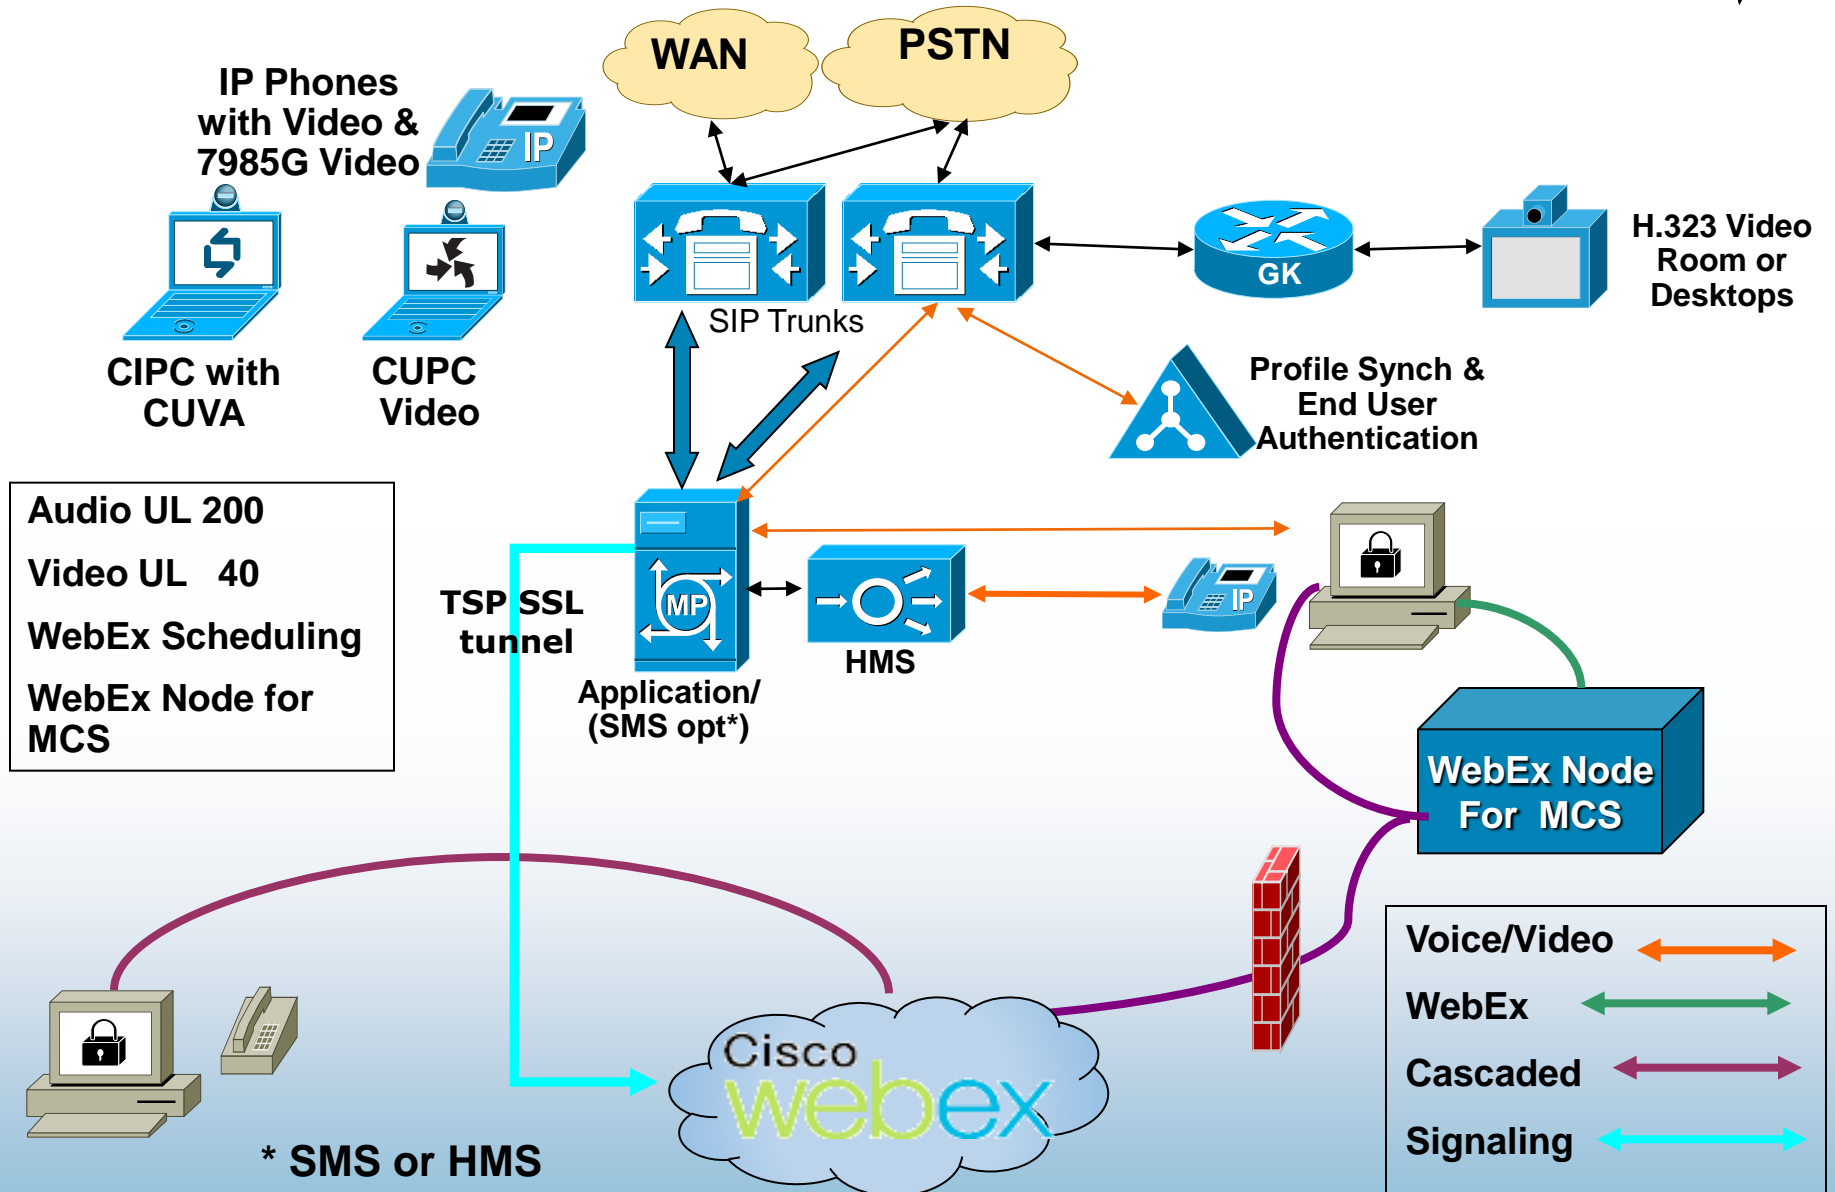 WAN
PSTN
IP Phones
with Video &
7985G Video
IP
H.323 Video
Room or
Desktops
GK
SIP Trunks
CIPC with
CUVA
CUPC
Video
Profile Synch &
End User
Authentication
Audio UL 200
Video UL 40
WebEx Scheduling
WebEx Node for
MCS
TSP SSL
tunnel
MP
HMS
IP
Application/
(SMS opt*)
WebEx Node
For MCS
Voice/Video
WebEx
Cascaded
Signaling
Cisco
webex
* SMS or HMS